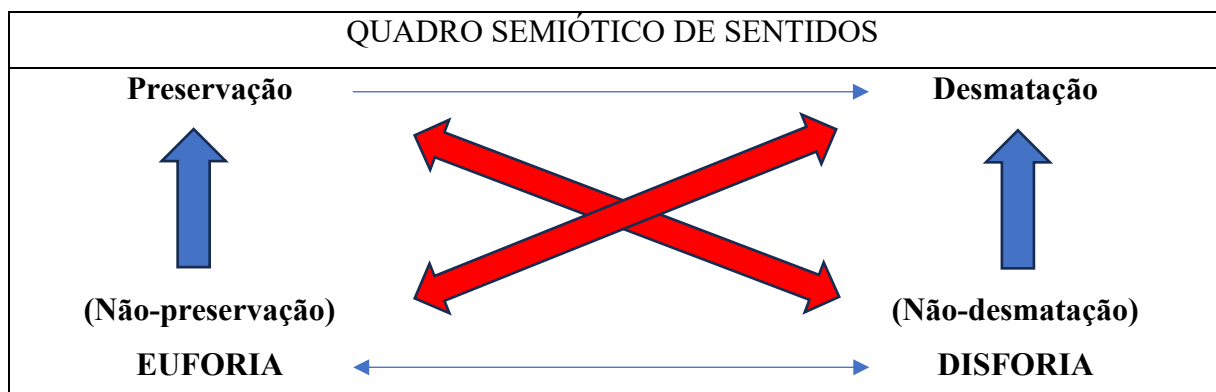 QUADRO SEMIÓTICO DE SENTIDOS
Preservação Desmatação
(Não-preservação) (Não-desmatação)
EUFORIA DISFORIA